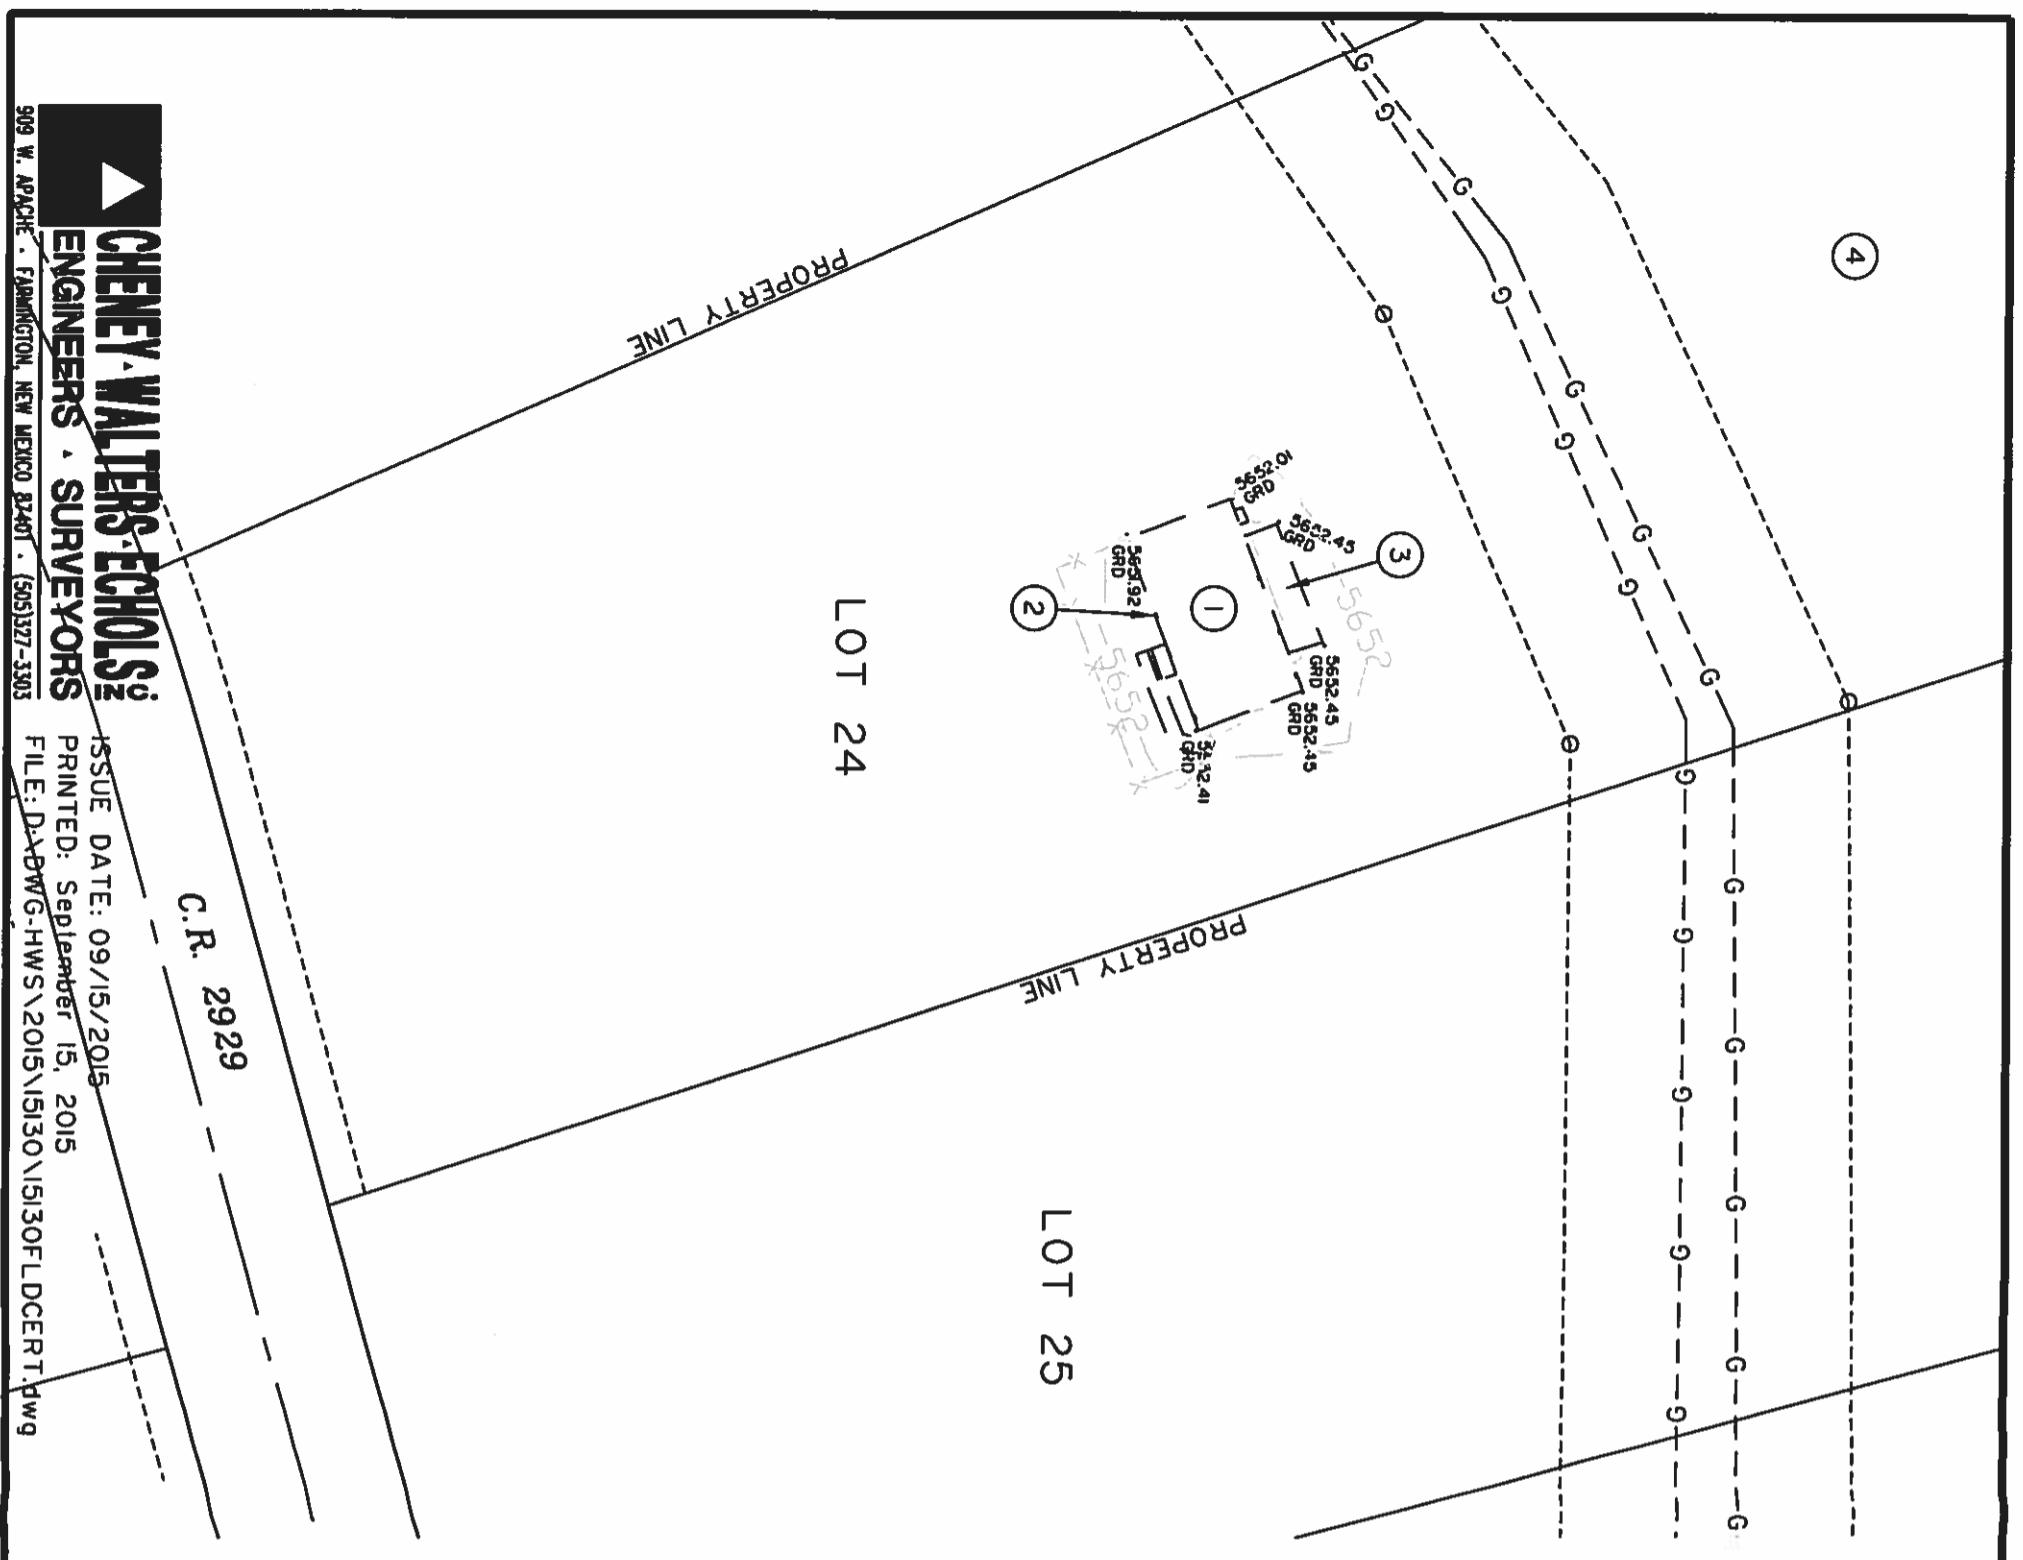 4
G G G G G G G G G G G G G G G G G G G G G
PROPERTY LINE
5652.01
GRD
5652.45
GRD
3
5652
1
5651.92
GRD
2
5652
5652.45
GRD
5652.45
GRD
GRD
LOT 24
PROPERTY LINE
LOT 25
C.R. 2929
CHENEY·WALTERS·ECHOLS INC.
ENGINEERS · SURVEYORS
909 W. APACHE · FARMINGTON, NEW MEXICO 87401 · (505)327-3303
ISSUE DATE: 09/15/2015
PRINTED: September 15, 2015
FILE: D:\DWG-HWS\2015\15130\15130FLDCERT.dwg